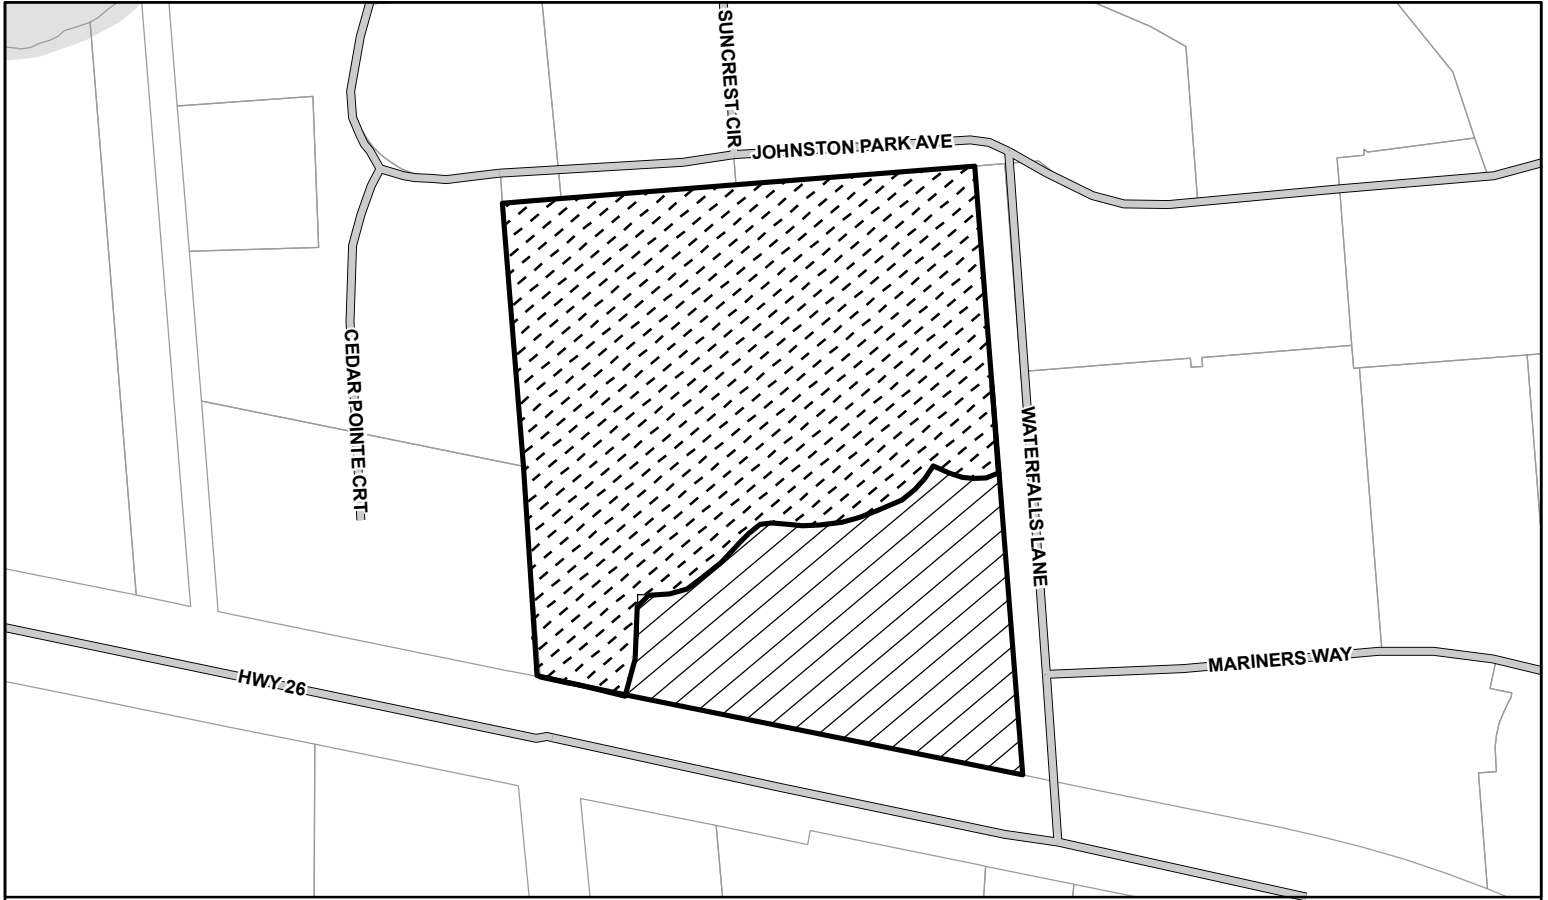 SUNCREST CIR
JOHNSTON PARK AVE
CEDAR POINTE CRT
WATERFALLS LANE
MARINERS WAY
HWY 26